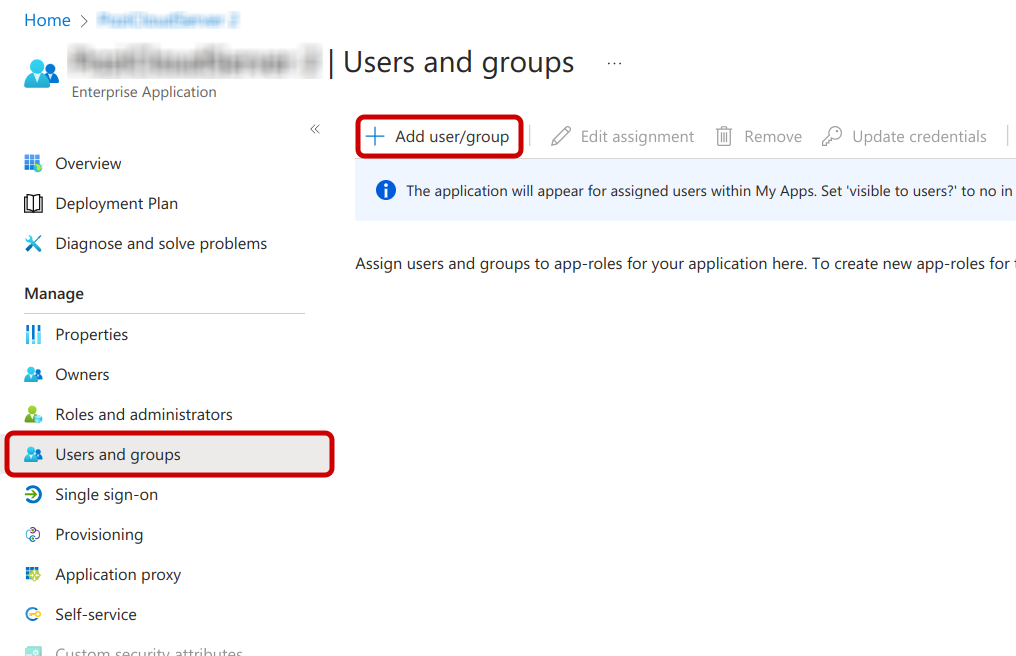 Home
| Users and groups ...
Enterprise Application
«
Add user/group
Edit assignment
Remove
Update credentials
Overview
Deployment Plan
Diagnose and solve problems
The application will appear for assigned users within My Apps. Set 'visible to users?' to no in
Assign users and groups to app-roles for your application here. To create new app-roles for
Manage
Properties
Owners
Roles and administrators
Users and groups
Single sign-on
Provisioning
Application proxy
Self-service
Custom security attributes